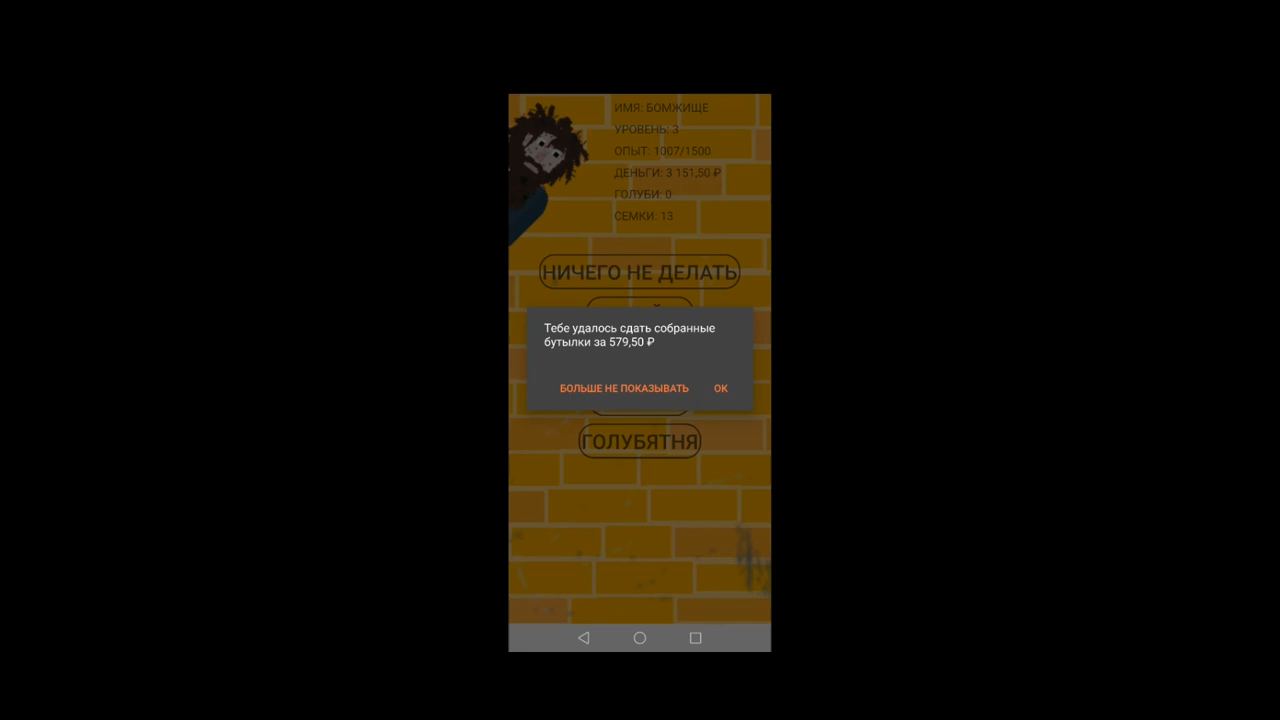 ИМЯ: БОМЖИЩЕ
УРОВЕНЬ: 3
ОПЫТ: 1007/1500
ДЕНЬГИ: 3 151,50 ₽
ГОЛУБИ: 0
СЕМКИ: 13
НИЧЕГО НЕ ДЕЛАТЬ
Тебе удалось сдать собранные
бутылки за 579,50 ₽
БОЛЬШЕ НЕ ПОКАЗЫВАТЬ ОК
ГОЛУБЯТНЯ